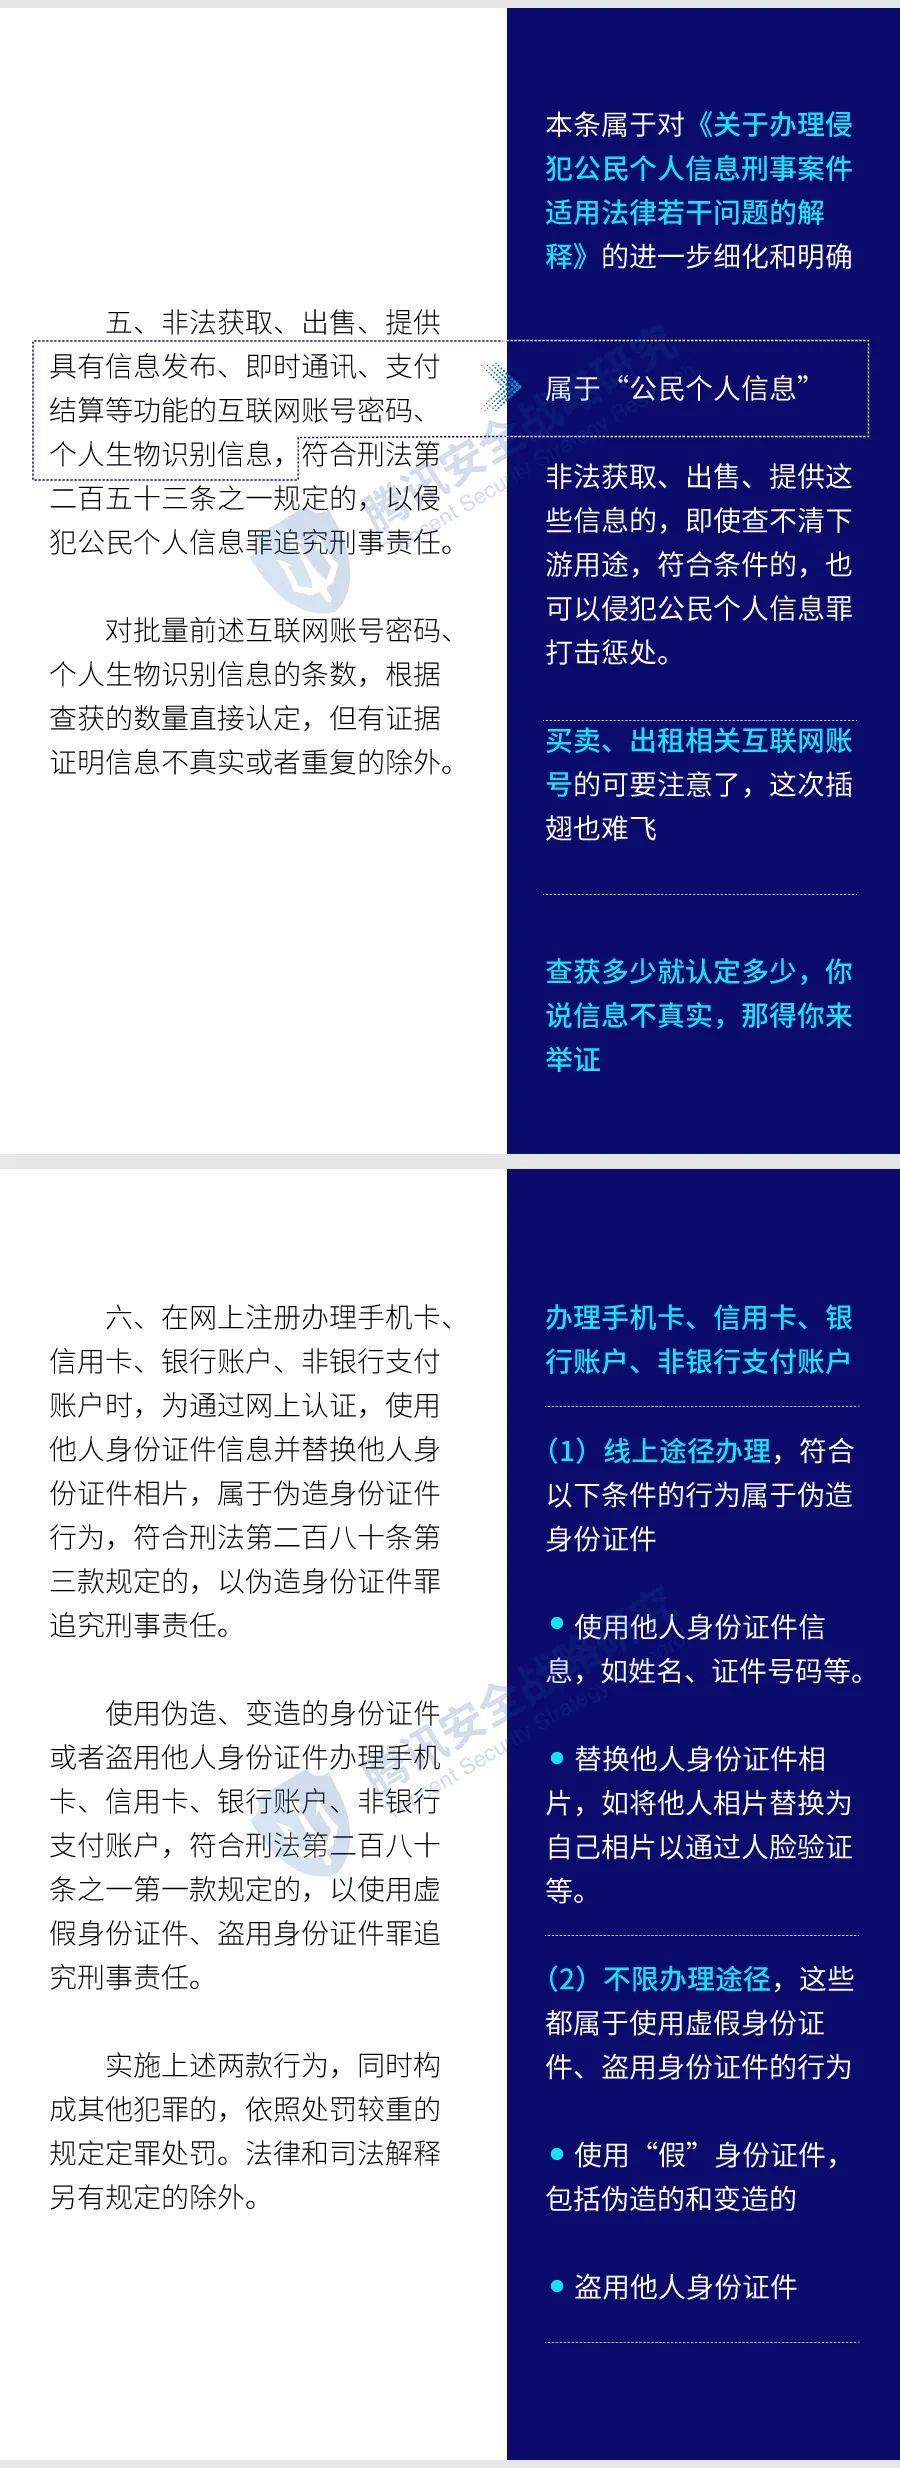 五、非法获取、出售、提供
具有信息发布、即时通讯、支付
结算等功能的互联网账号密码、
个人生物识别信息，符合刑法第
二百五十三条之一规定的，以侵
犯公民个人信息罪追究刑事责任。
对批量前述互联网账号密码、
个人生物识别信息的条数，根据
查获的数量直接认定，但有证据
证明信息不真实或者重复的除外。
本条属于对《关于办理侵
犯公民个人信息刑事案件
适用法律若干问题的解
释》的进一步细化和明确
属于“公民个人信息”
非法获取、出售、提供这
些信息的，即使查不清下
游用途，符合条件的，也
可以侵犯公民个人信息罪
打击惩处。
买卖、出租相关互联网账
号的可要注意了，这次插
翅也难飞
查获多少就认定多少，你
说信息不真实，那得你来
举证
腾讯安全战略研究
Tencent Security Strategy Research
六、在网上注册办理手机卡、
信用卡、银行账户、非银行支付
账户时，为通过网上认证，使用
他人身份证件信息并替换他人身
份证件相片，属于伪造身份证件
行为，符合刑法第二百八十条第
三款规定的，以伪造身份证件罪
追究刑事责任。
使用伪造、变造的身份证件
或者盗用他人身份证件办理手机
卡、信用卡、银行账户、非银行
支付账户，符合刑法第二百八十
条之一第一款规定的，以使用虚
假身份证件、盗用身份证件罪追
究刑事责任。
实施上述两款行为，同时构
成其他犯罪的，依照处罚较重的
规定定罪处罚。法律和司法解释
另有规定的除外。
办理手机卡、信用卡、银
行账户、非银行支付账户
（1）线上途径办理，符合
以下条件的行为属于伪造
身份证件
● 使用他人身份证件信
息，如姓名、证件号码等。
● 替换他人身份证件相
片，如将他人相片替换为
自己相片以通过人脸验证
等。
（2）不限办理途径，这些
都属于使用虚假身份证
件、盗用身份证件的行为
● 使用“假”身份证件，
包括伪造的和变造的
● 盗用他人身份证件
腾讯安全战略研究
Tencent Security Strategy Research